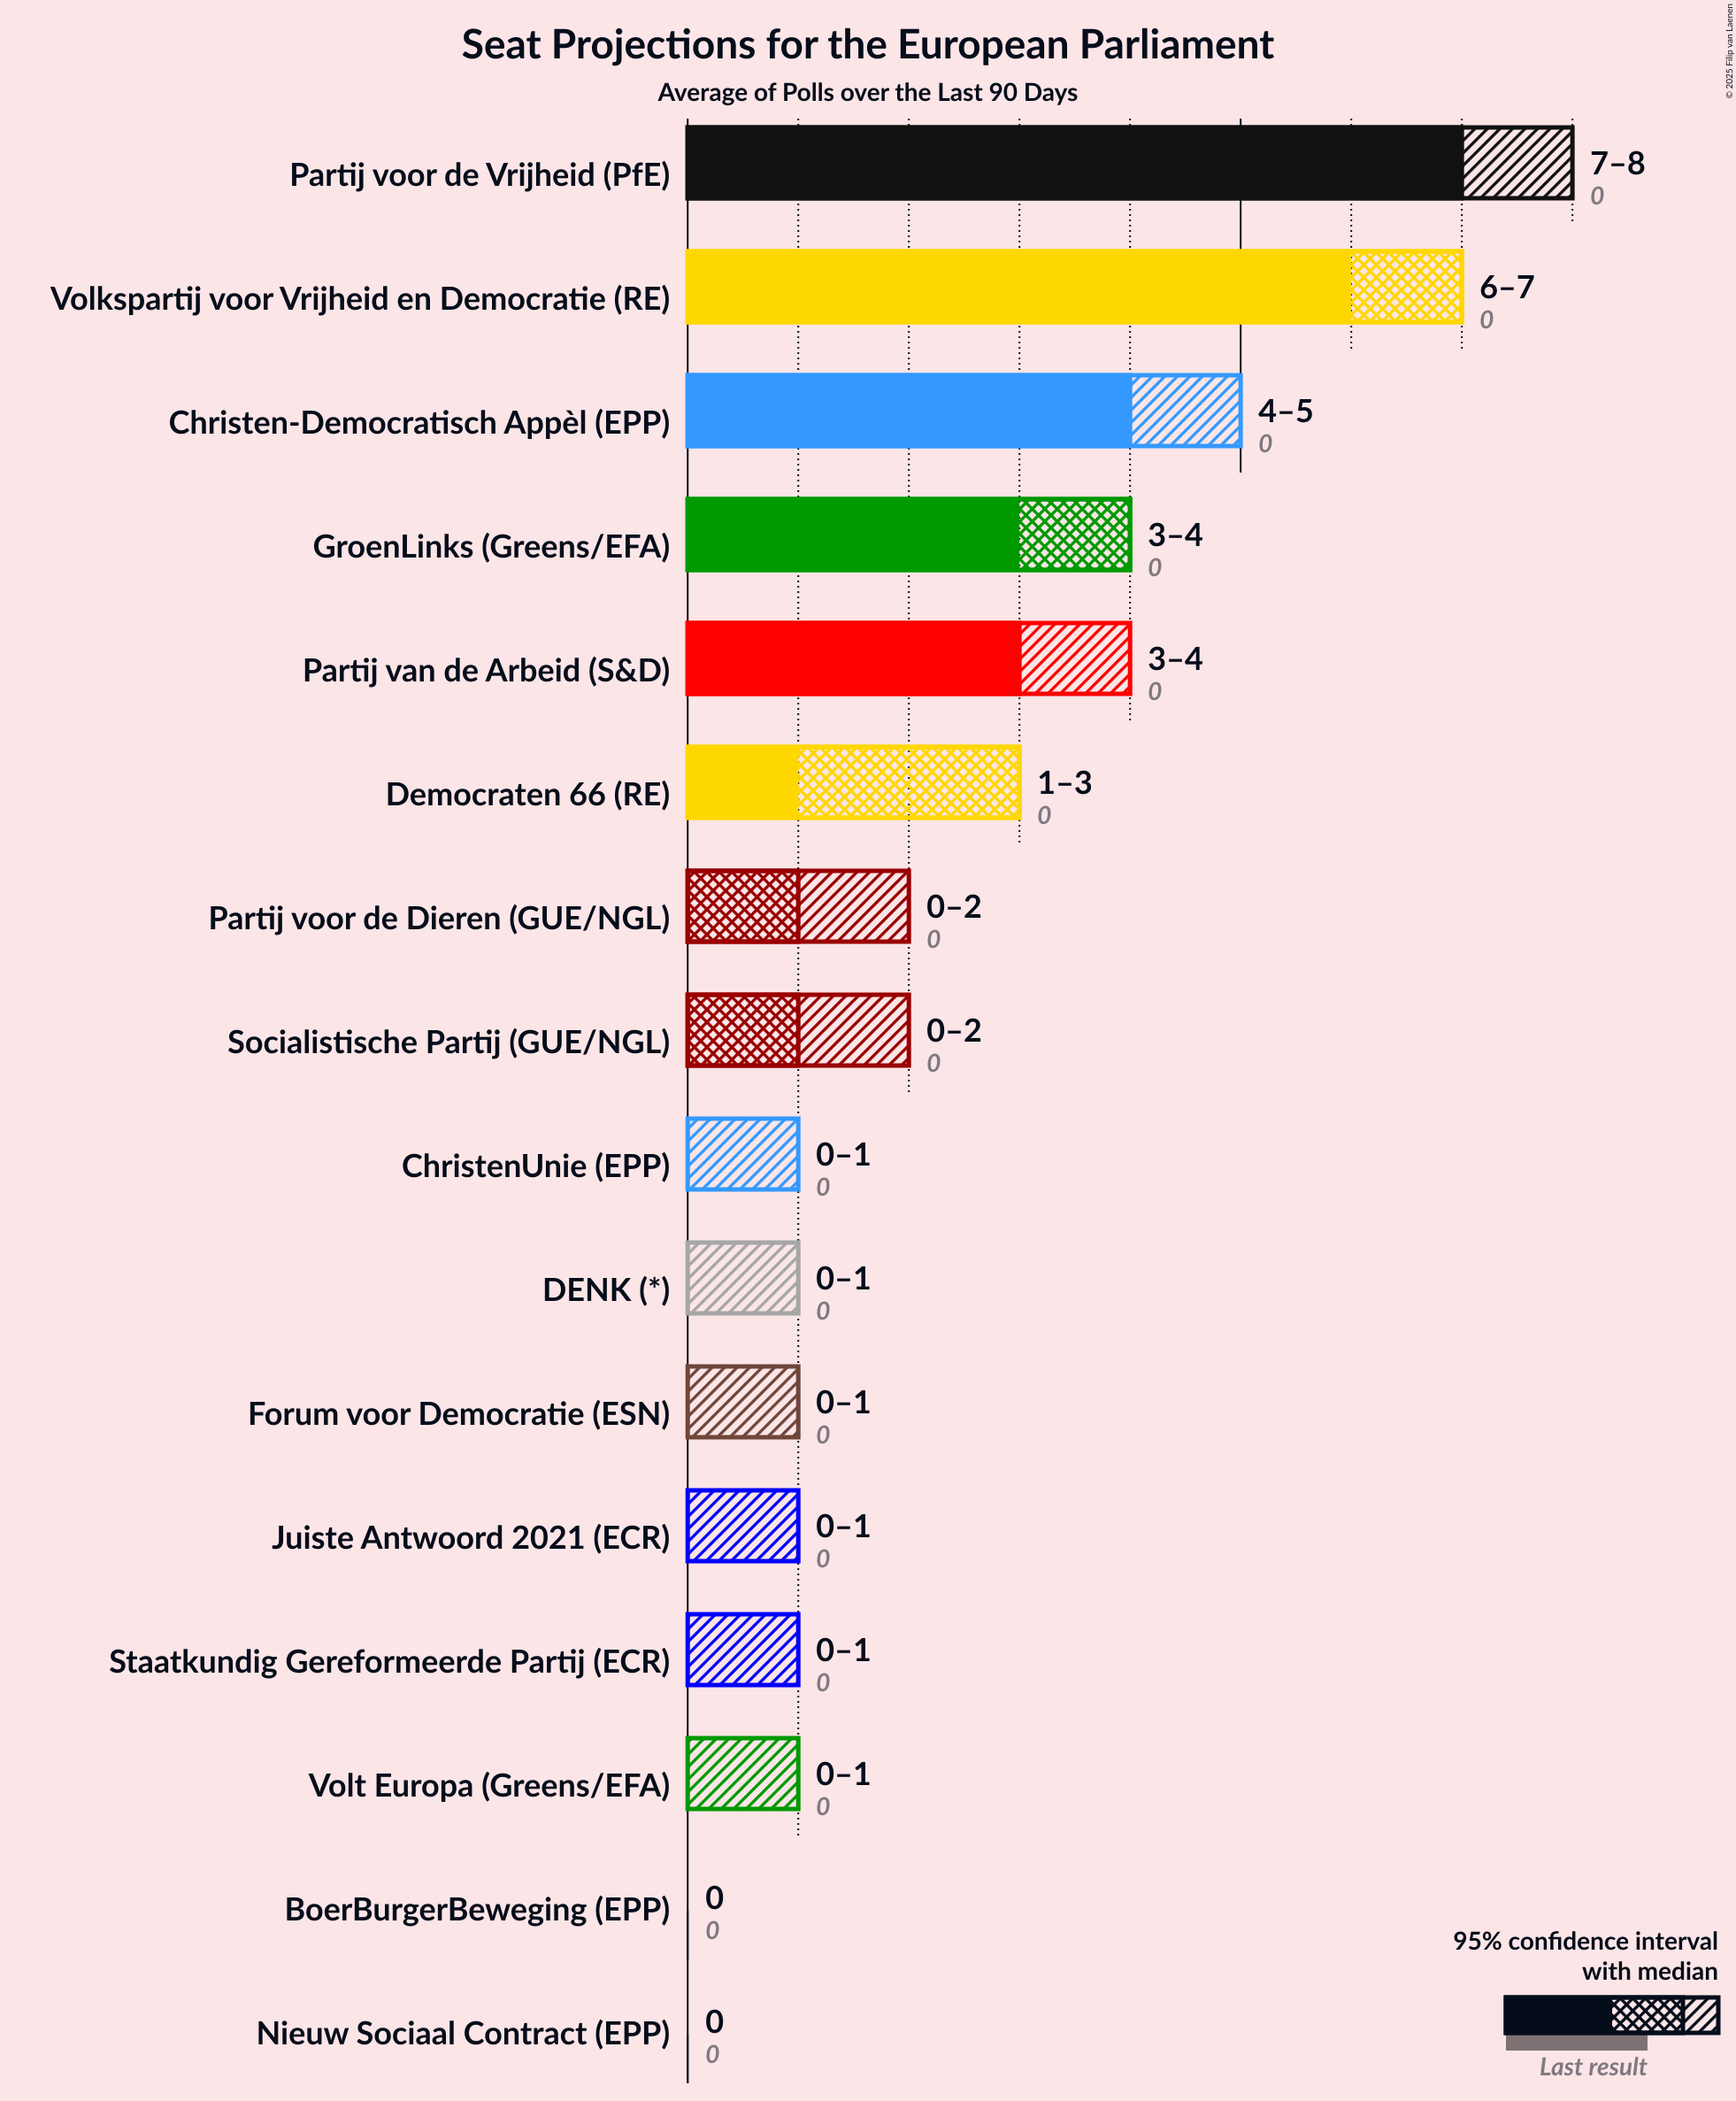 Seat Projections for the European Parliament
Average of Polls over the Last 90 Days
© 2025 Filip van Laenen
Partij voor de Vrijheid (PfE)
7–8
0
Volkspartij voor Vrijheid en Democratie (RE)
6–7
0
Christen-Democratisch Appèl (EPP)
4–5
0
GroenLinks (Greens/EFA)
3–4
0
Partij van de Arbeid (S&D)
3–4
0
Democraten 66 (RE)
1–3
0
Partij voor de Dieren (GUE/NGL)
0–2
0
Socialistische Partij (GUE/NGL)
0–2
0
ChristenUnie (EPP)
0–1
0
DENK (*)
0–1
0
Forum voor Democratie (ESN)
0–1
0
Juiste Antwoord 2021 (ECR)
0–1
0
Staatkundig Gereformeerde Partij (ECR)
0–1
0
Volt Europa (Greens/EFA)
0–1
0
BoerBurgerBeweging (EPP)
0
0
Nieuw Sociaal Contract (EPP)
0
0
95% confidence interval
with median
Last result